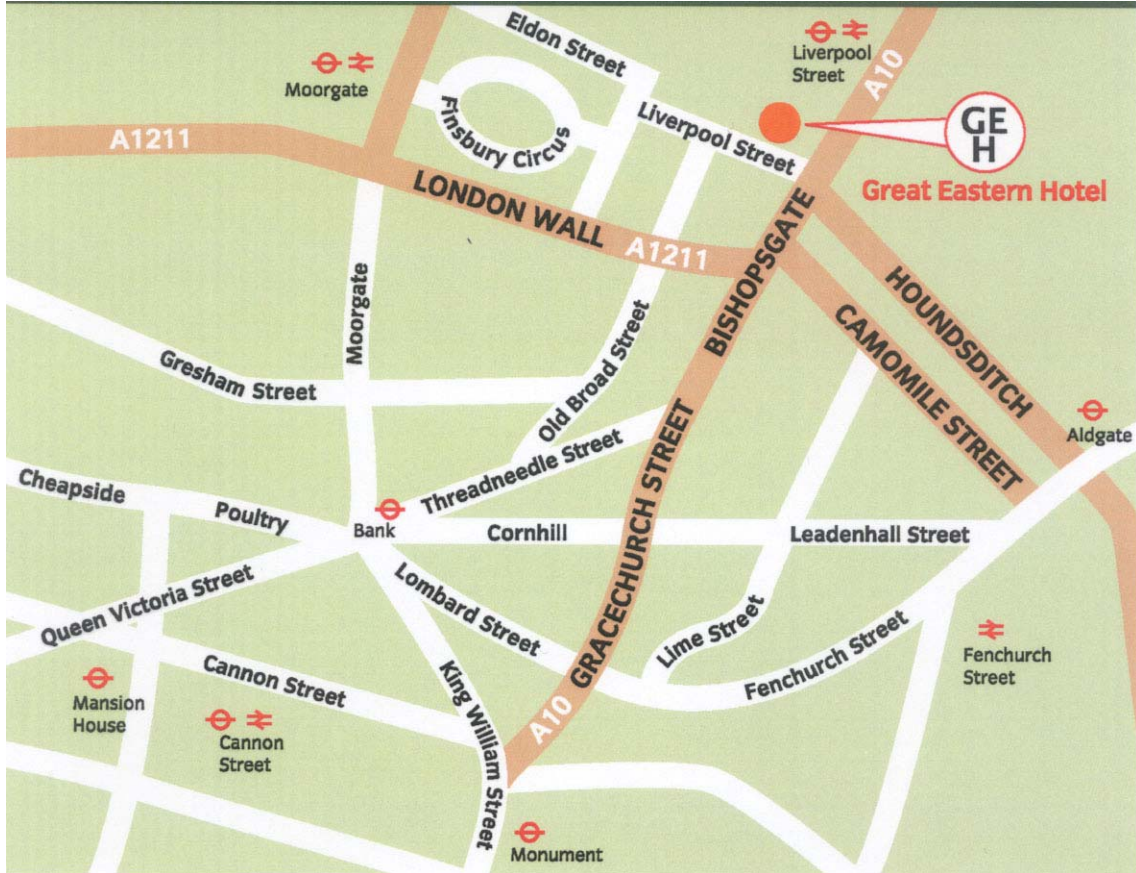 Eldon Street
Liverpool
Street
A10
Moorgate
Finsbury Circus
Liverpool Street
GE
H
A1211
Great Eastern Hotel
LONDON WALL
A1211
BISHOPSGATE
HOUNDSDITCH
Moorgate
CAMOMILE STREET
Gresham Street
Old Broad Street
Aldgate
Threadneedle Street
GRACECHURCH STREET
Cheapside
Poultry
Bank
Cornhill
Leadenhall Street
Queen Victoria Street
Lombard Street
Lime Street
Fenchurch Street
Fenchurch
Street
Cannon Street
King William Street
A10
Mansion
House
Cannon
Street
Monument